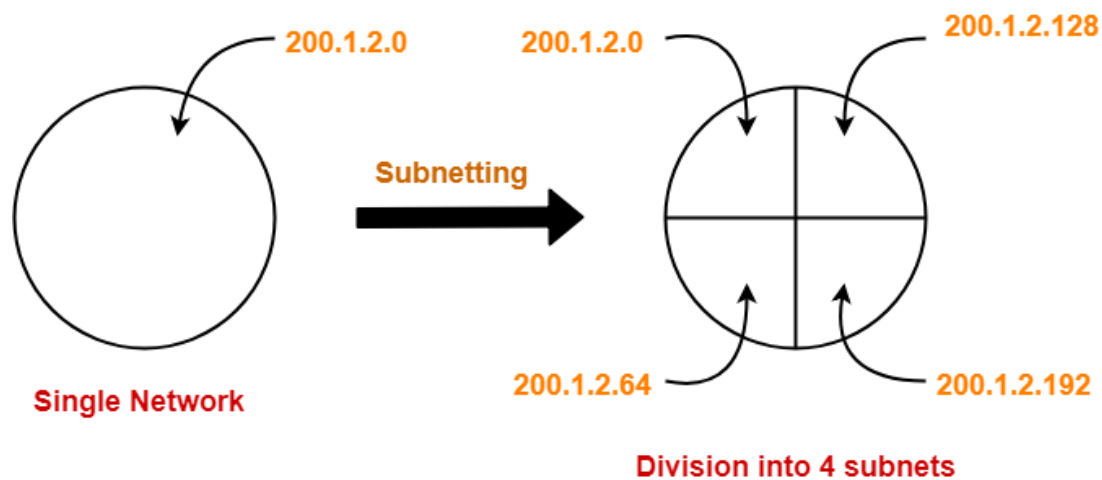 200.1.2.0
200.1.2.0
200.1.2.128
Subnetting
200.1.2.64
200.1.2.192
Single Network
Division into 4 subnets